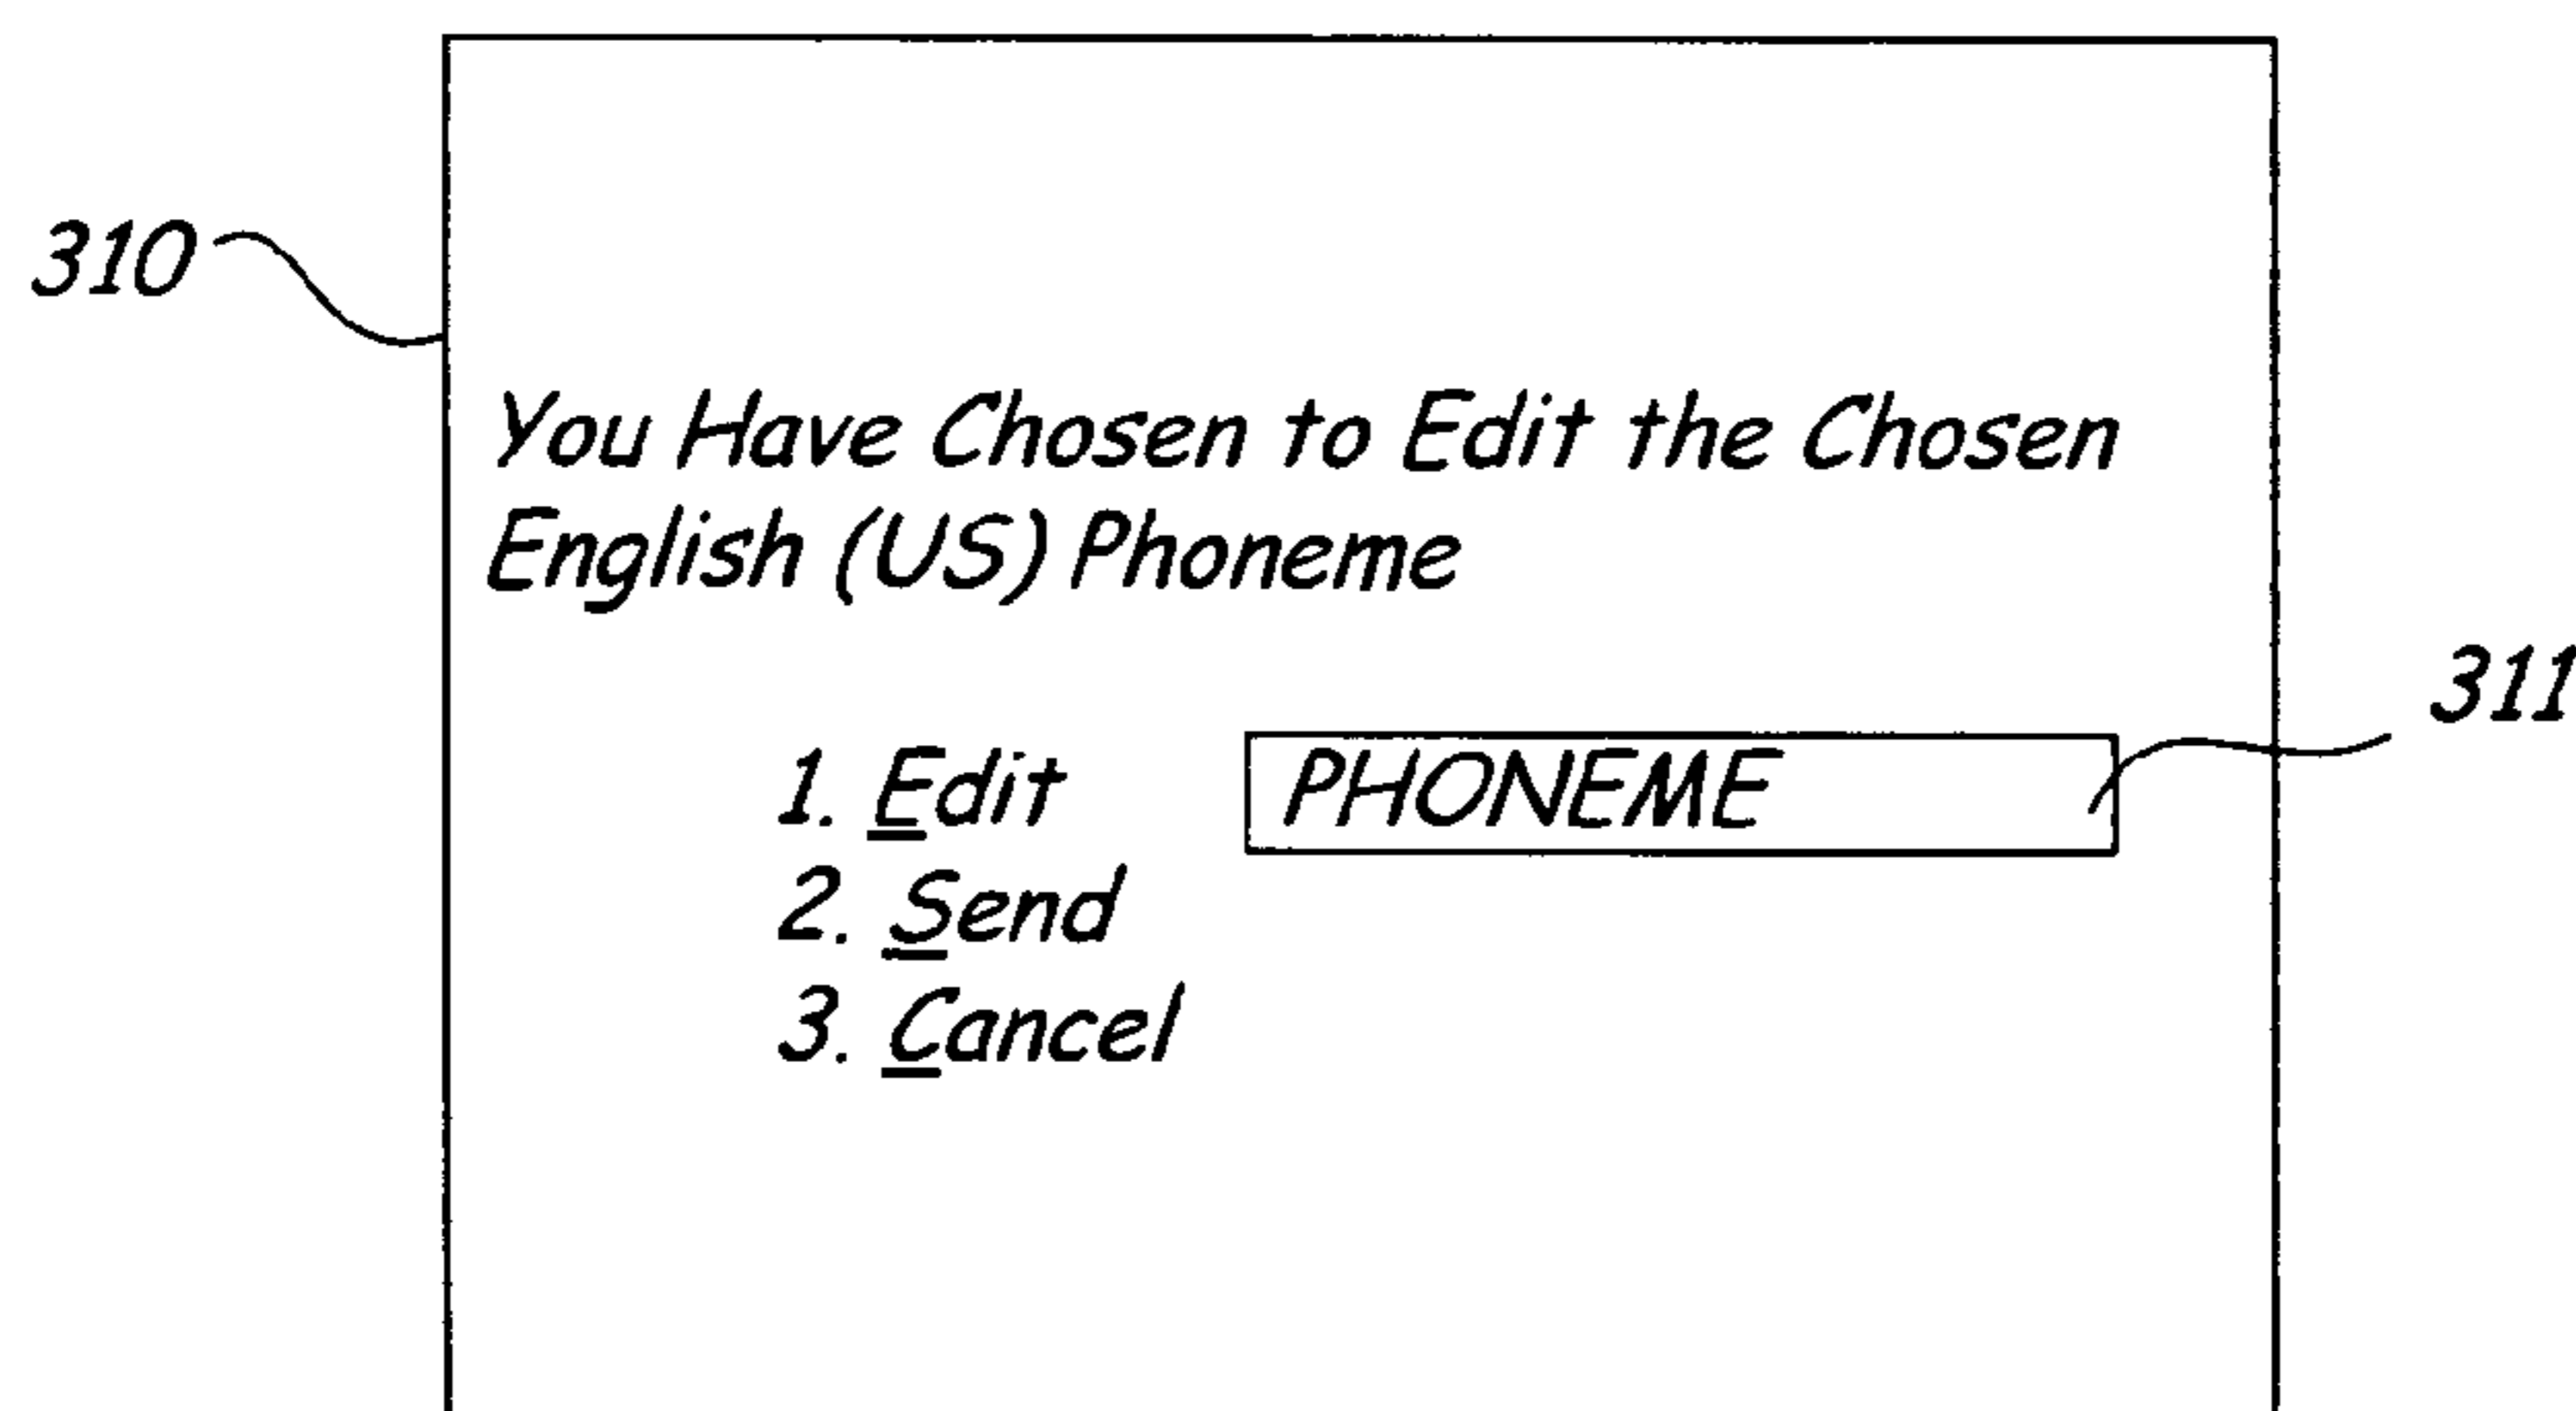 310
You Have Chosen to Edit the Chosen
English (US) Phoneme
311
1. Edit PHONEME
2. Send
3. Cancel